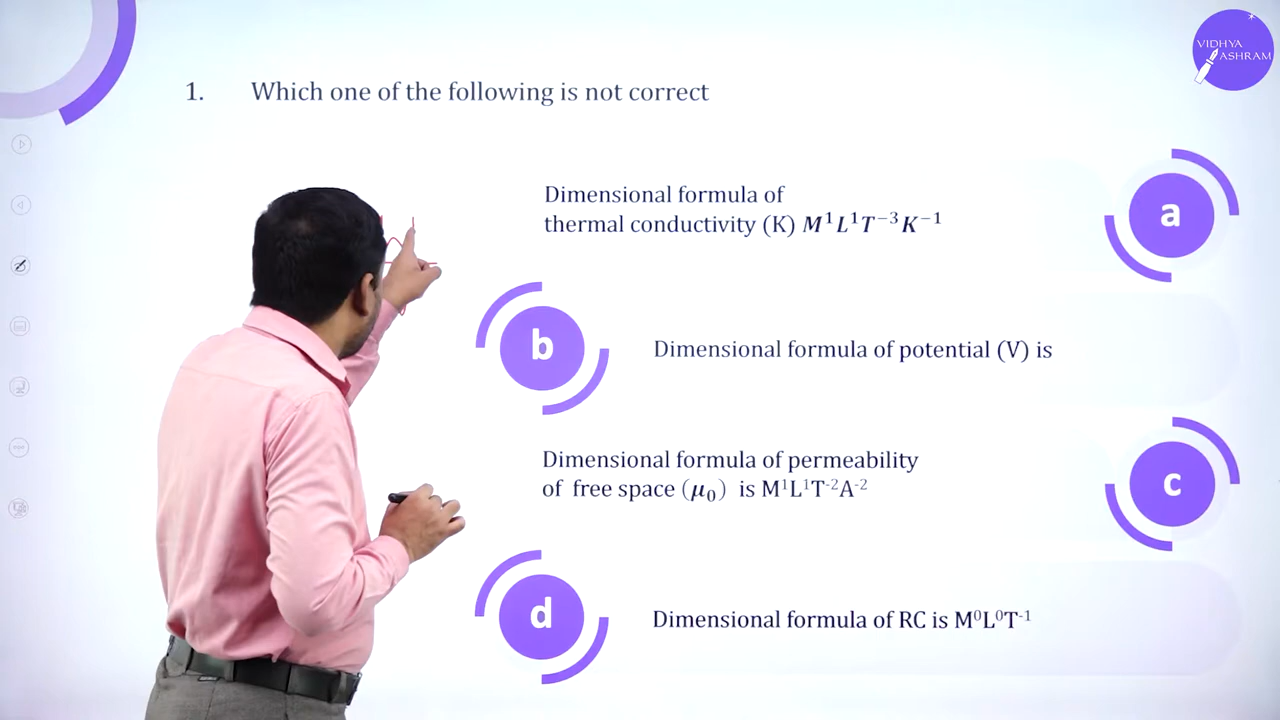 VIDHYA
ASHRAM
1. Which one of the following is not correct
Dimensional formula of
thermal conductivity (K) M¹L¹T⁻³K⁻¹
a
b
Dimensional formula of potential (V) is
Dimensional formula of permeability
of free space (μ₀) is M¹L¹T⁻²A⁻²
c
d
Dimensional formula of RC is M⁰L⁰T⁻¹